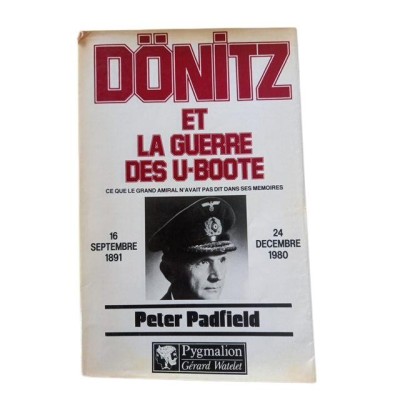 DÖNITZ
ET
LA GUERRE
DES U-BOOTE
CE QUE LE GRAND AMIRAL N'AVAIT PAS DIT DANS SES MEMOIRES
16
SEPTEMBRE
1891
24
DECEMBRE
1980
Peter Padfield
Pygmalion
Gérard Watelet